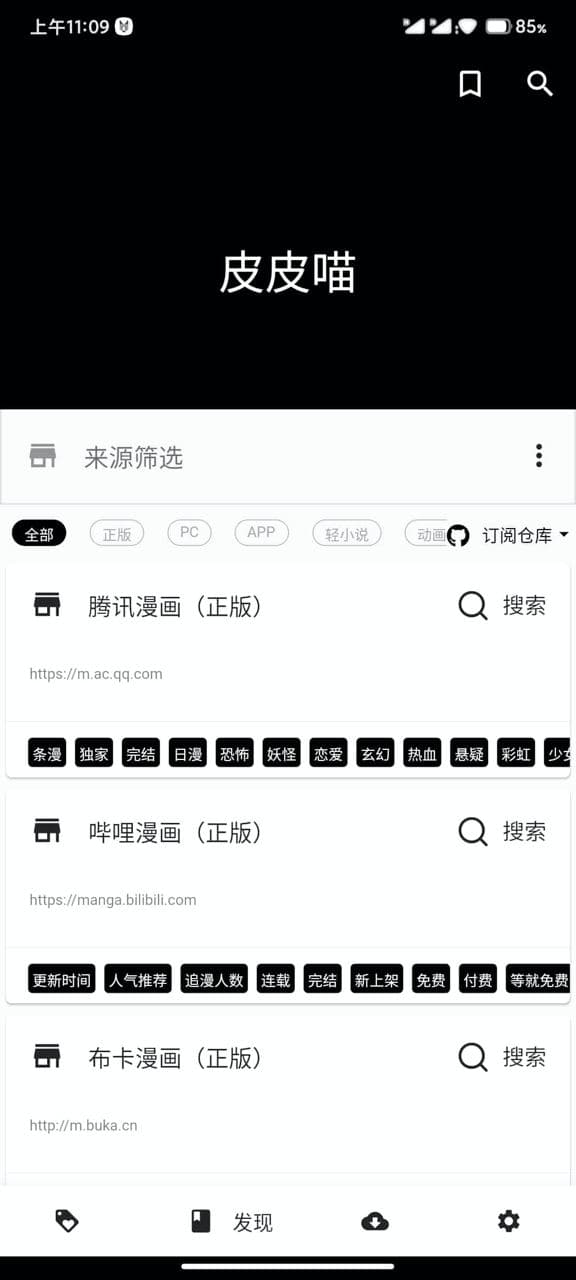 上午11:09 85%
皮皮喵
来源筛选
全部 正版 PC APP 轻小说 动画 订阅仓库
腾讯漫画（正版） 搜索
https://m.ac.qq.com
条漫 独家 完结 日漫 恐怖 妖怪 恋爱 玄幻 热血 悬疑 彩虹 少女
哔哩漫画（正版） 搜索
https://manga.bilibili.com
更新时间 人气推荐 追漫人数 连载 完结 新上架 免费 付费 等就免费
布卡漫画（正版） 搜索
http://m.buka.cn
发现